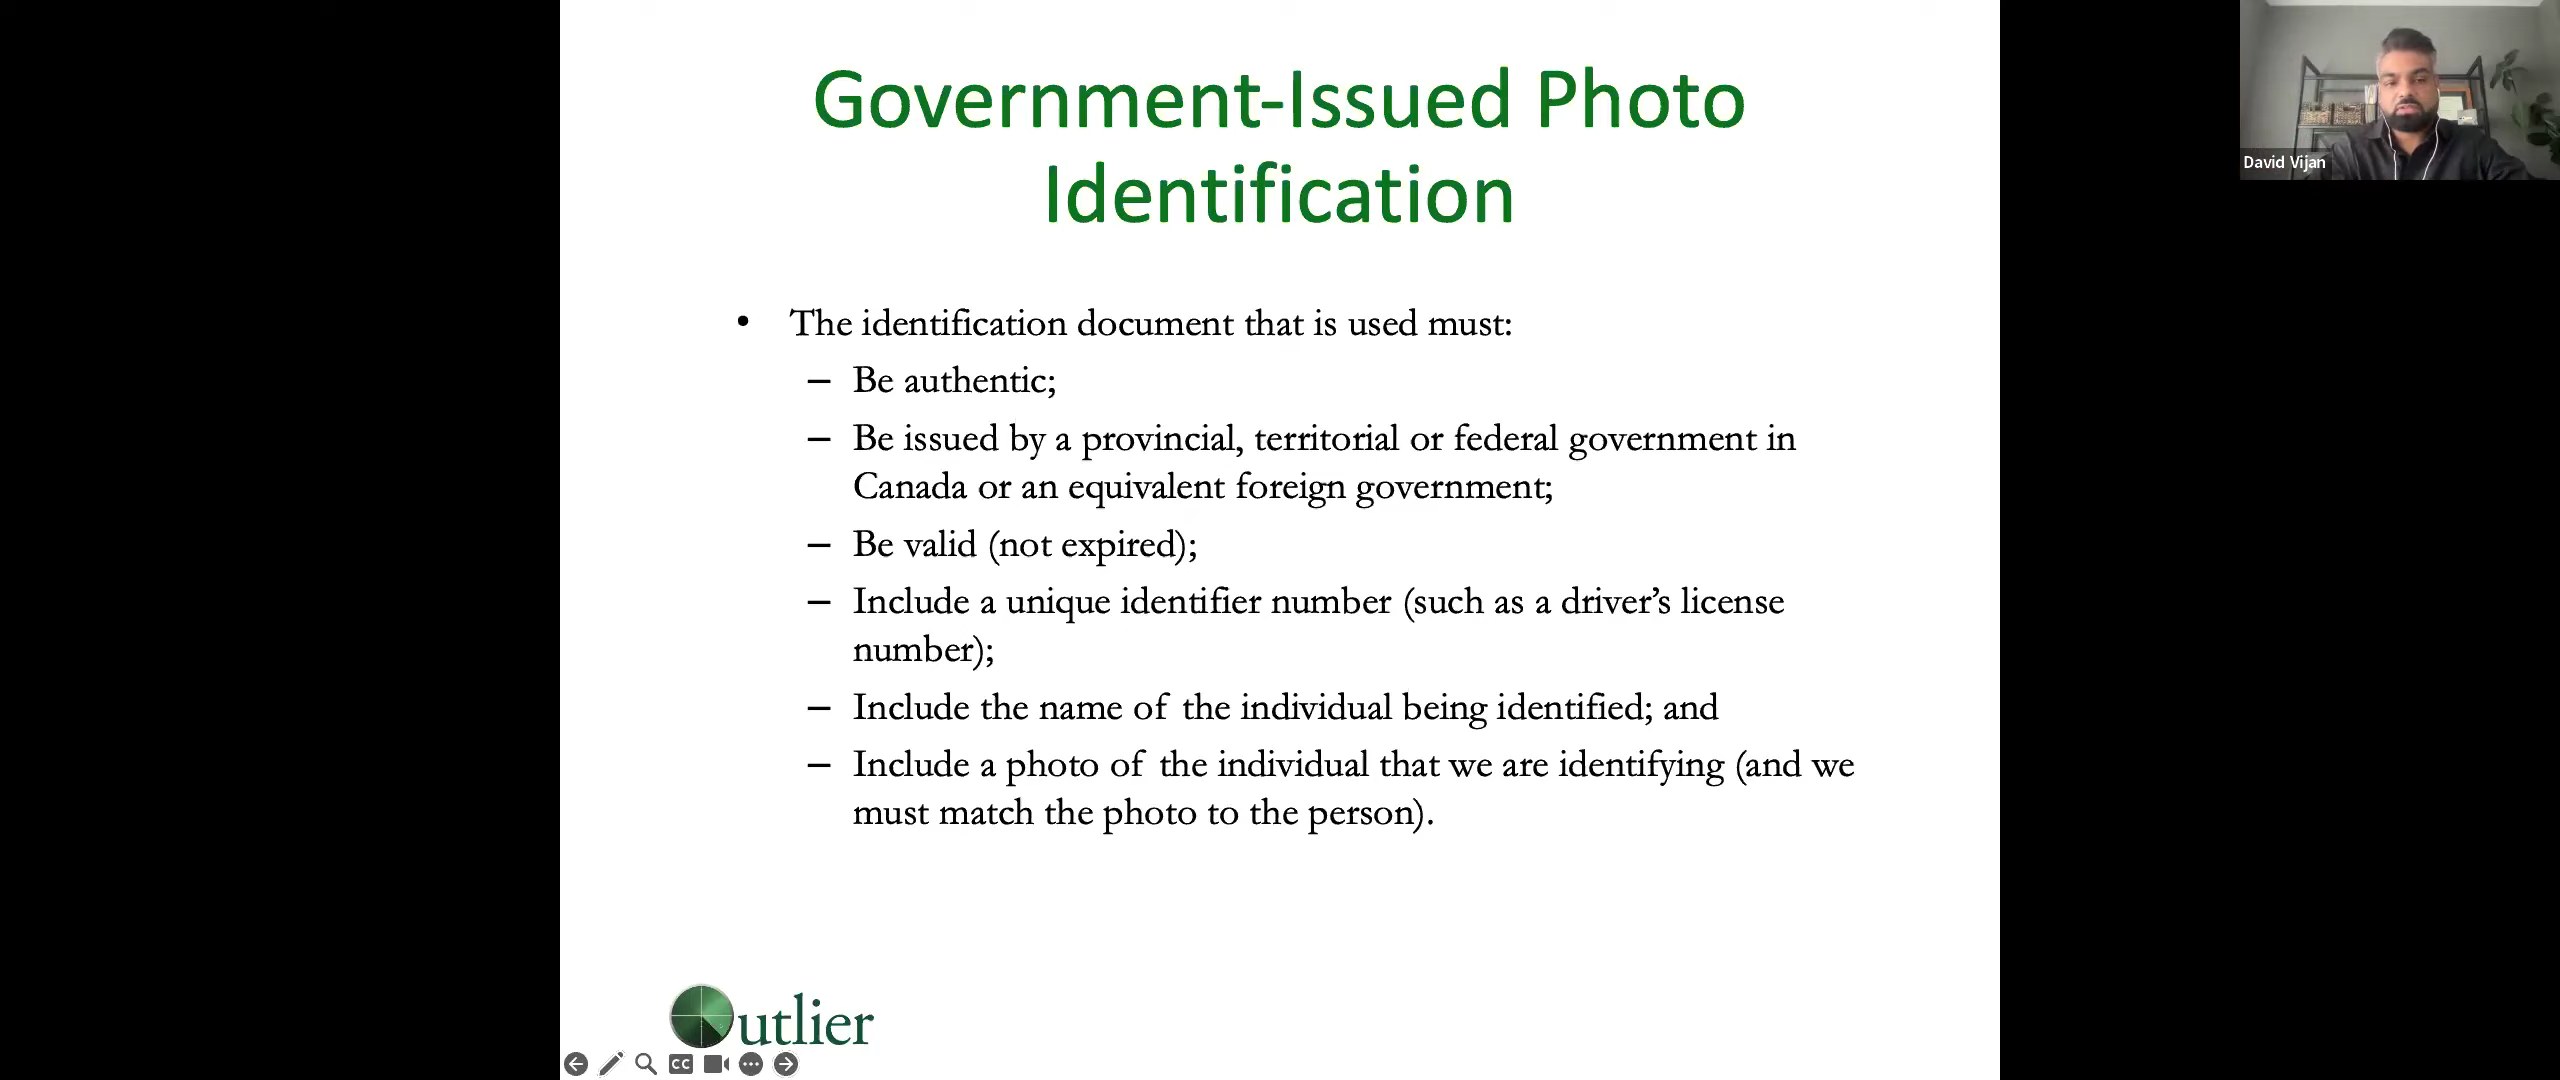 Government-Issued Photo
Identification
• The identification document that is used must:
– Be authentic;
– Be issued by a provincial, territorial or federal government in
Canada or an equivalent foreign government;
– Be valid (not expired);
– Include a unique identifier number (such as a driver’s license
number);
– Include the name of the individual being identified; and
– Include a photo of the individual that we are identifying (and we
must match the photo to the person).
Outlier
CC
David Vijan